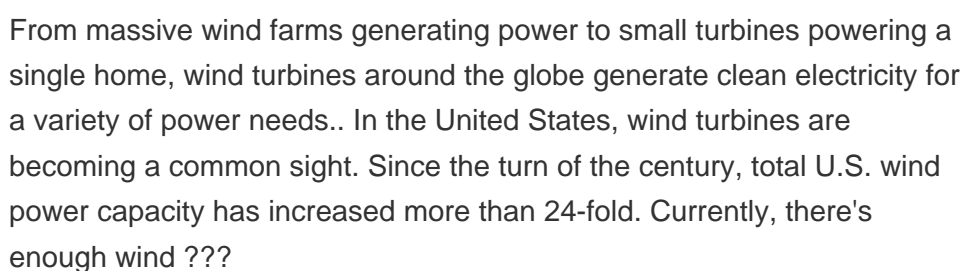 From massive wind farms generating power to small turbines powering a
single home, wind turbines around the globe generate clean electricity for
a variety of power needs.. In the United States, wind turbines are
becoming a common sight. Since the turn of the century, total U.S. wind
power capacity has increased more than 24-fold. Currently, there's
enough wind ???